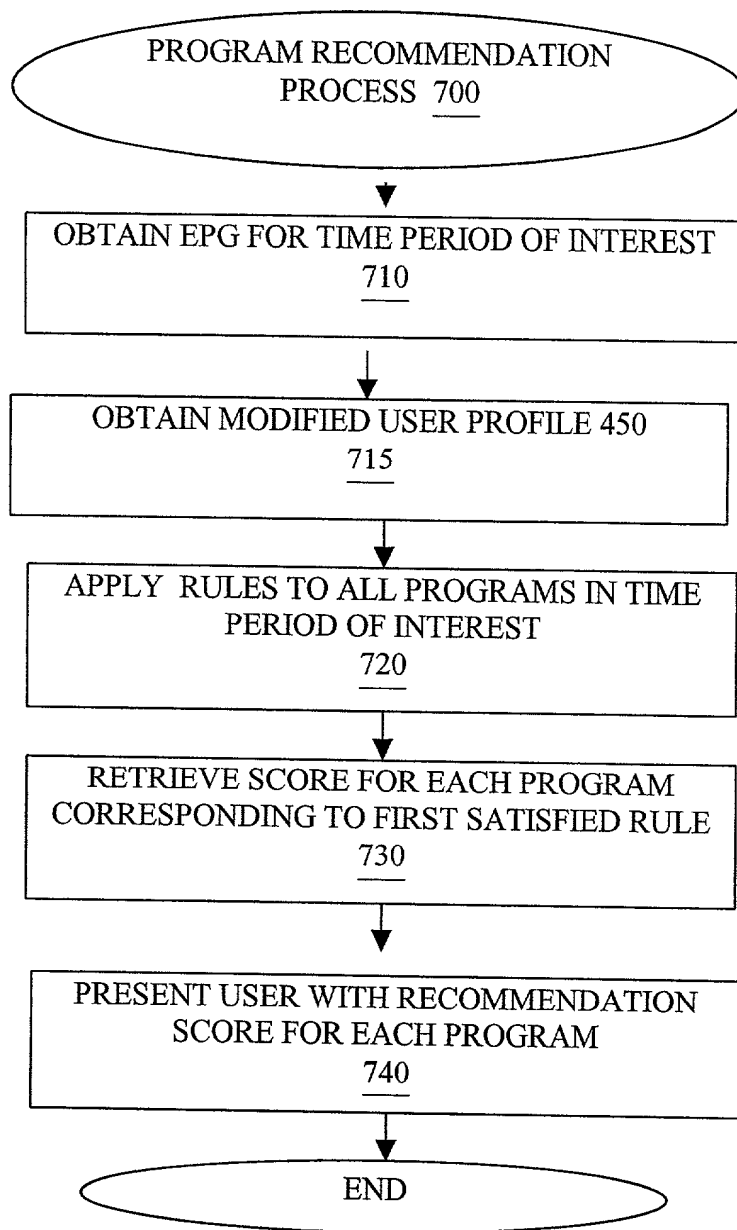 PROGRAM RECOMMENDATION
PROCESS 700
OBTAIN EPG FOR TIME PERIOD OF INTEREST
710
OBTAIN MODIFIED USER PROFILE 450
715
APPLY RULES TO ALL PROGRAMS IN TIME
PERIOD OF INTEREST
720
RETRIEVE SCORE FOR EACH PROGRAM
CORRESPONDING TO FIRST SATISFIED RULE
730
PRESENT USER WITH RECOMMENDATION
SCORE FOR EACH PROGRAM
740
END